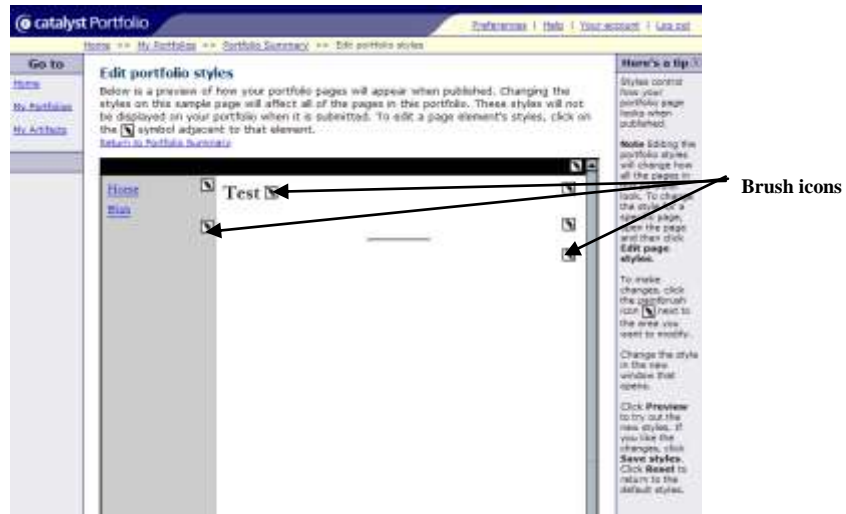 catalyst Portfolio
Preferences | Help | Your account | Log out
Home >> My Portfolios >> Portfolio Summary >> Edit portfolio styles
Go to
Home
My Portfolios
My Artifacts
Edit portfolio styles
Below is a preview of how your portfolio pages will appear when published. Changing the
styles on this sample page will affect all of the pages in this portfolio. These styles will not
be displayed on your portfolio when it is submitted. To edit a page element's styles, click on
the symbol adjacent to that element.
Return to Portfolio Summary
Home
Blah
Test
Here's a tip
Styles control
how your
portfolio page
looks when
published.
Note Editing the
portfolio styles
will change how
all the pages in
look. To change
the style for a
specific page,
open the page
and then click
Edit page
styles.
To make
changes, click
the paintbrush
icon next to
the area you
want to modify.
Change the style
in the new
window that
opens.
Click Preview
to try out the
new styles. If
you like the
changes, click
Save styles.
Click Reset to
return to the
default styles.
Brush icons